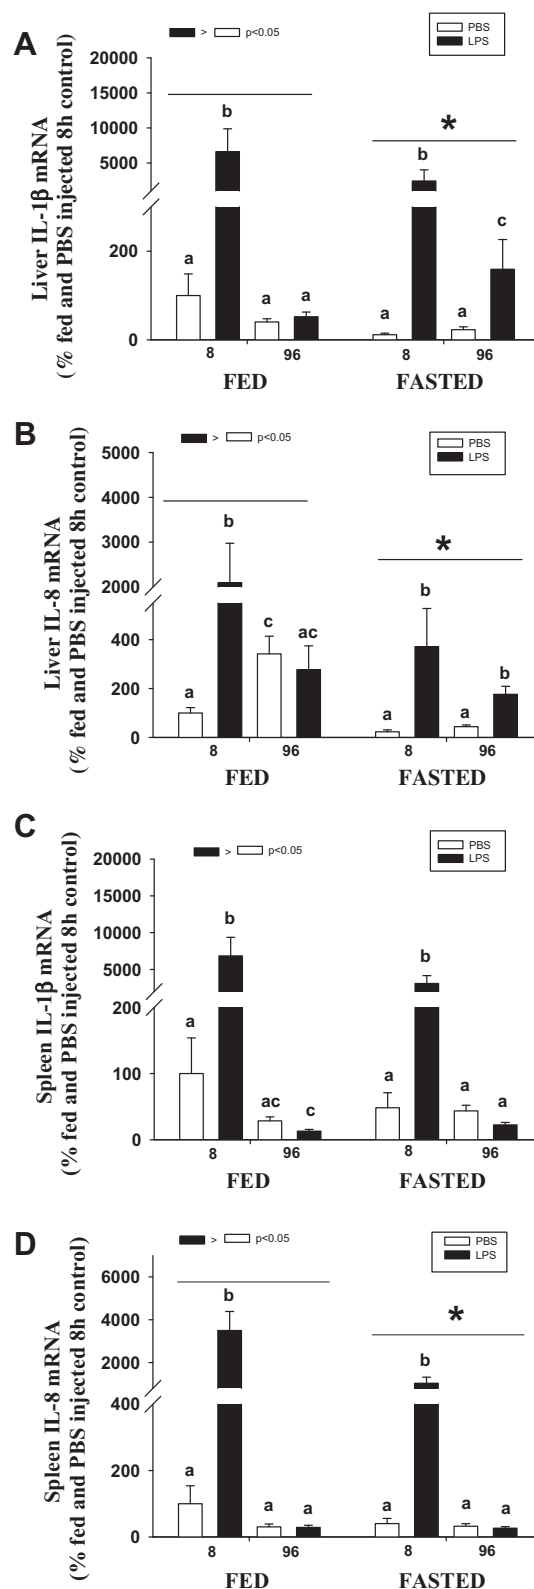 A
> p<0.05
PBS
LPS
Liver IL-1β mRNA
(% fed and PBS injected 8h control)
20000
15000
10000
5000
200
0
a
b
a
a
a
b
a
c
*
8
96
8
96
FED
FASTED
B
> p<0.05
PBS
LPS
Liver IL-8 mRNA
(% fed and PBS injected 8h control)
5000
4000
3000
2000
400
200
0
a
b
c
ac
a
b
a
b
*
8
96
8
96
FED
FASTED
C
> p<0.05
PBS
LPS
Spleen IL-1β mRNA
(% fed and PBS injected 8h control)
20000
15000
10000
5000
200
100
0
a
b
ac
c
a
b
a
a
8
96
8
96
FED
FASTED
D
> p<0.05
PBS
LPS
Spleen IL-8 mRNA
(% fed and PBS injected 8h control)
6000
4000
2000
400
200
0
a
b
a
a
a
b
a
a
*
8
96
8
96
FED
FASTED